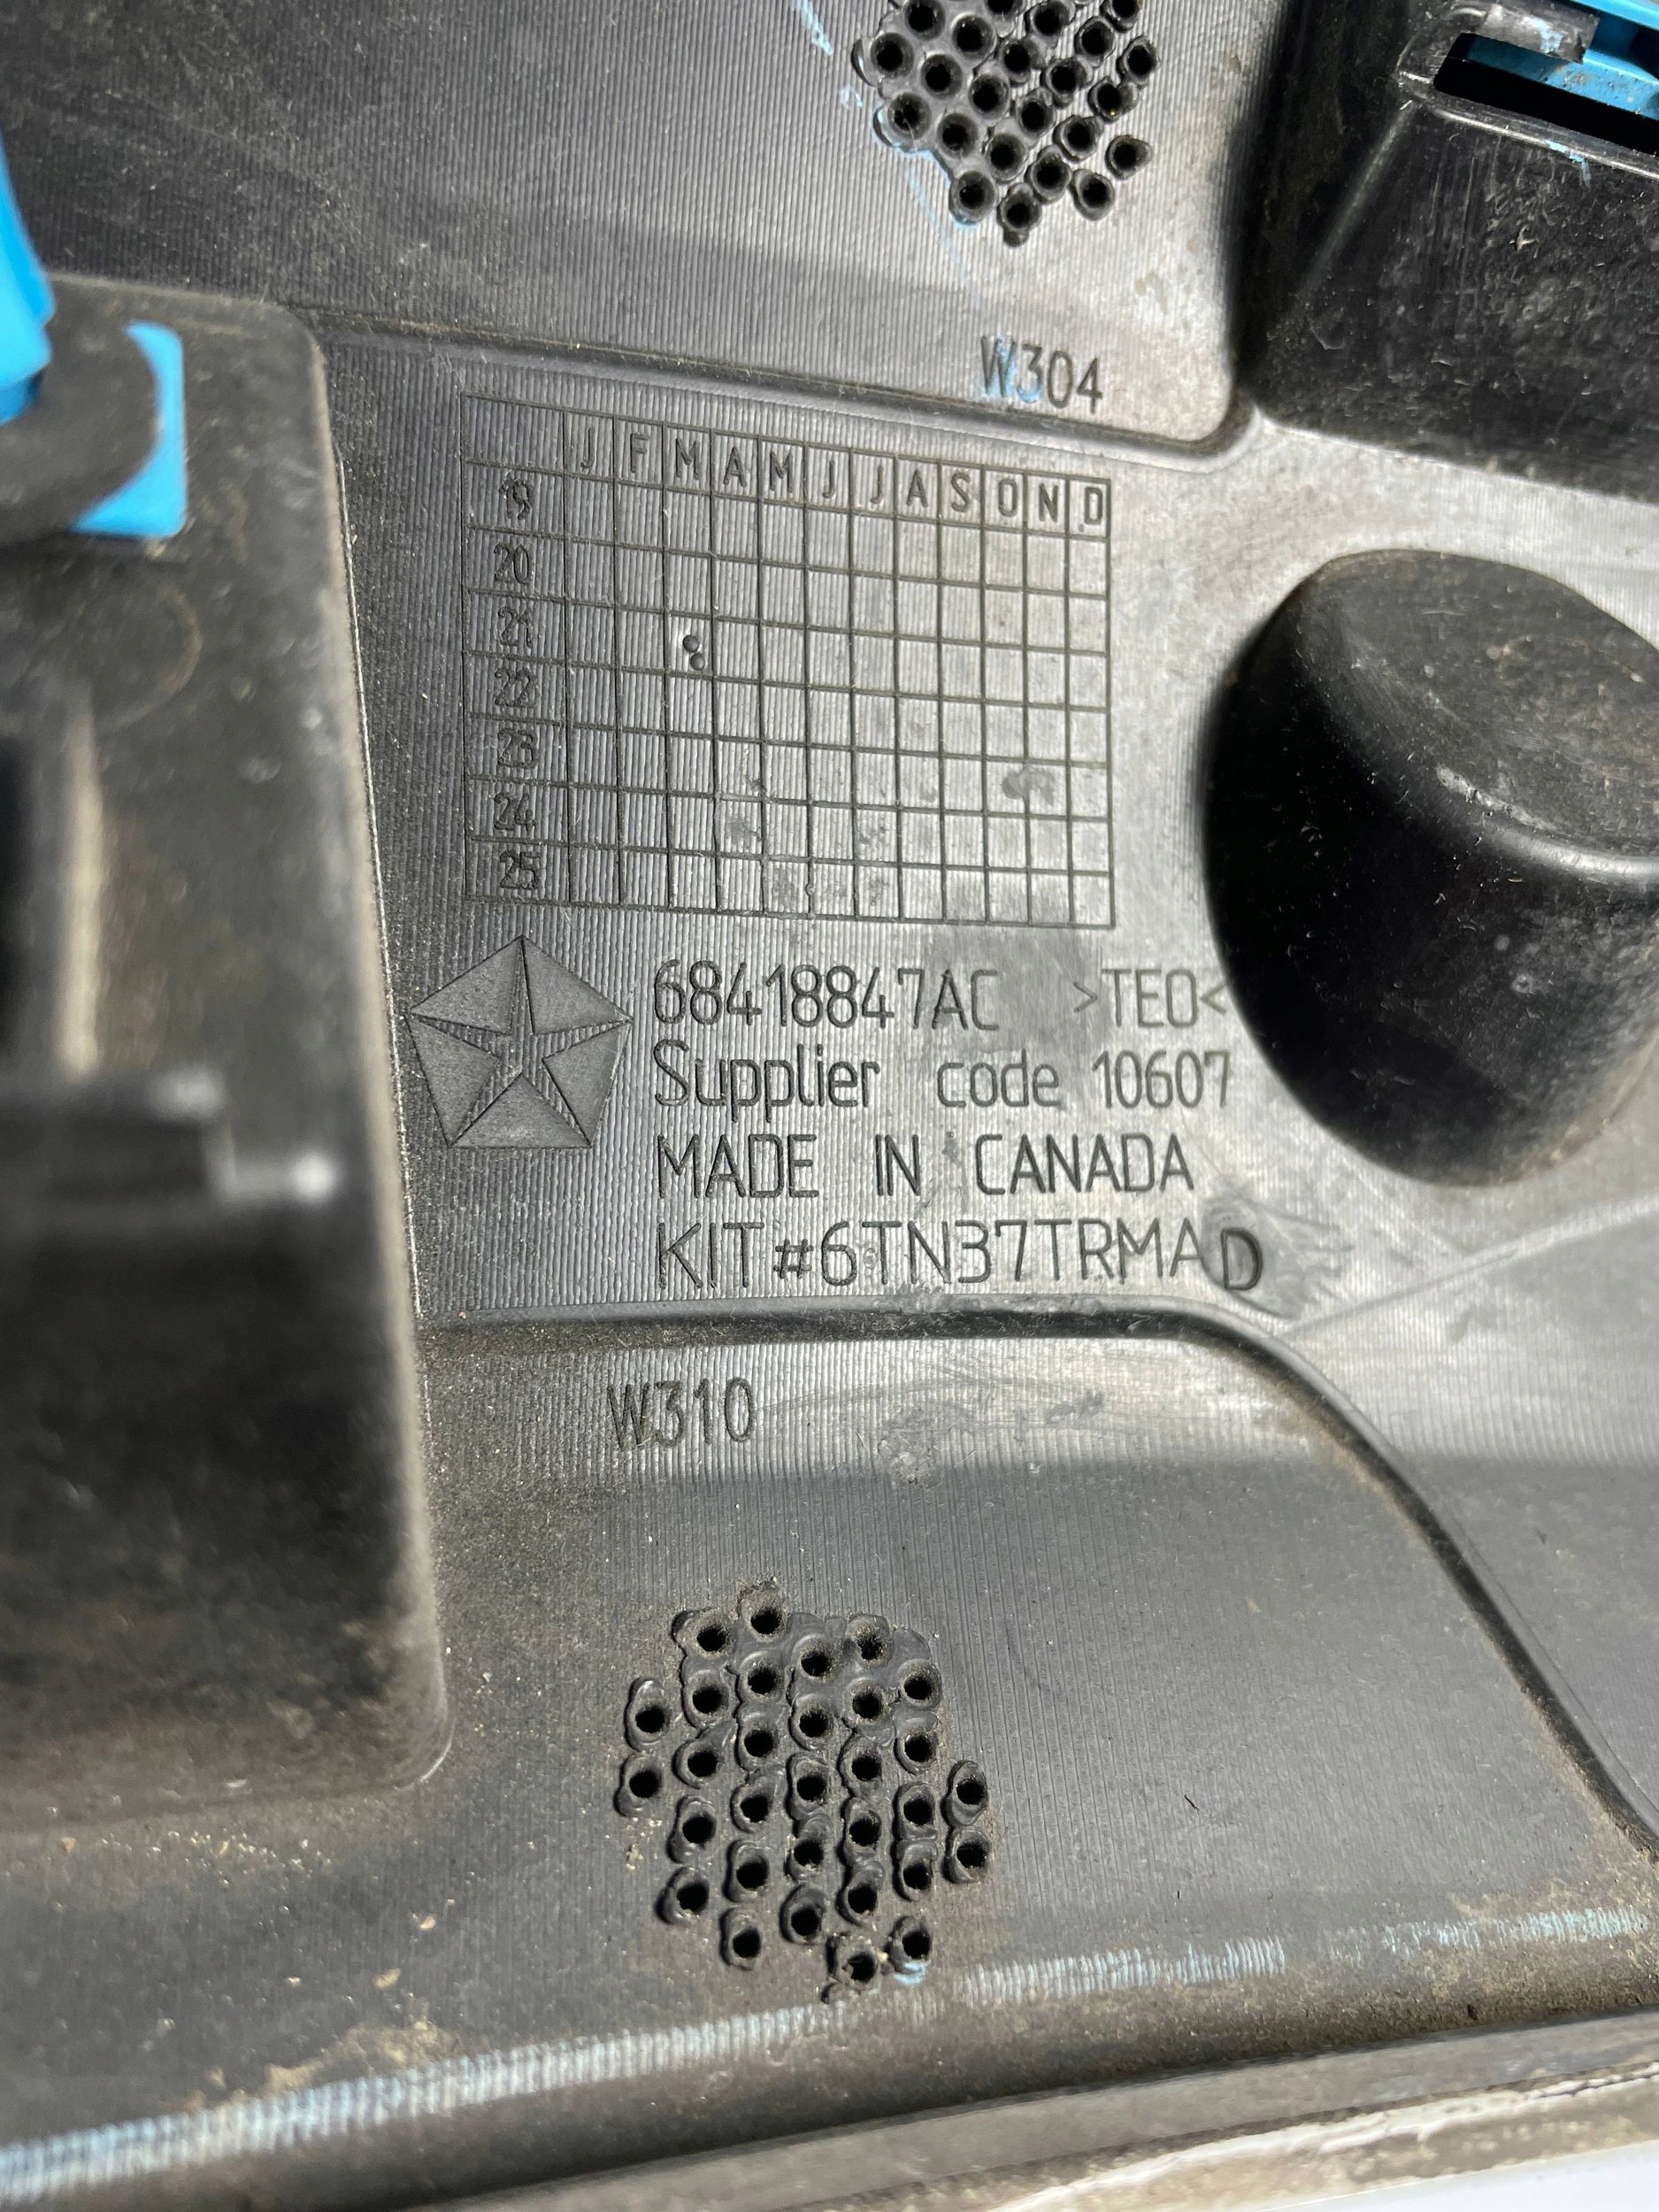 W304
J F M A M J J A S O N D
19
20
21
22
23
24
25
68418847AC >TEO<
Supplier code 10607
MADE IN CANADA
KIT#6TN37TRMAD
W310